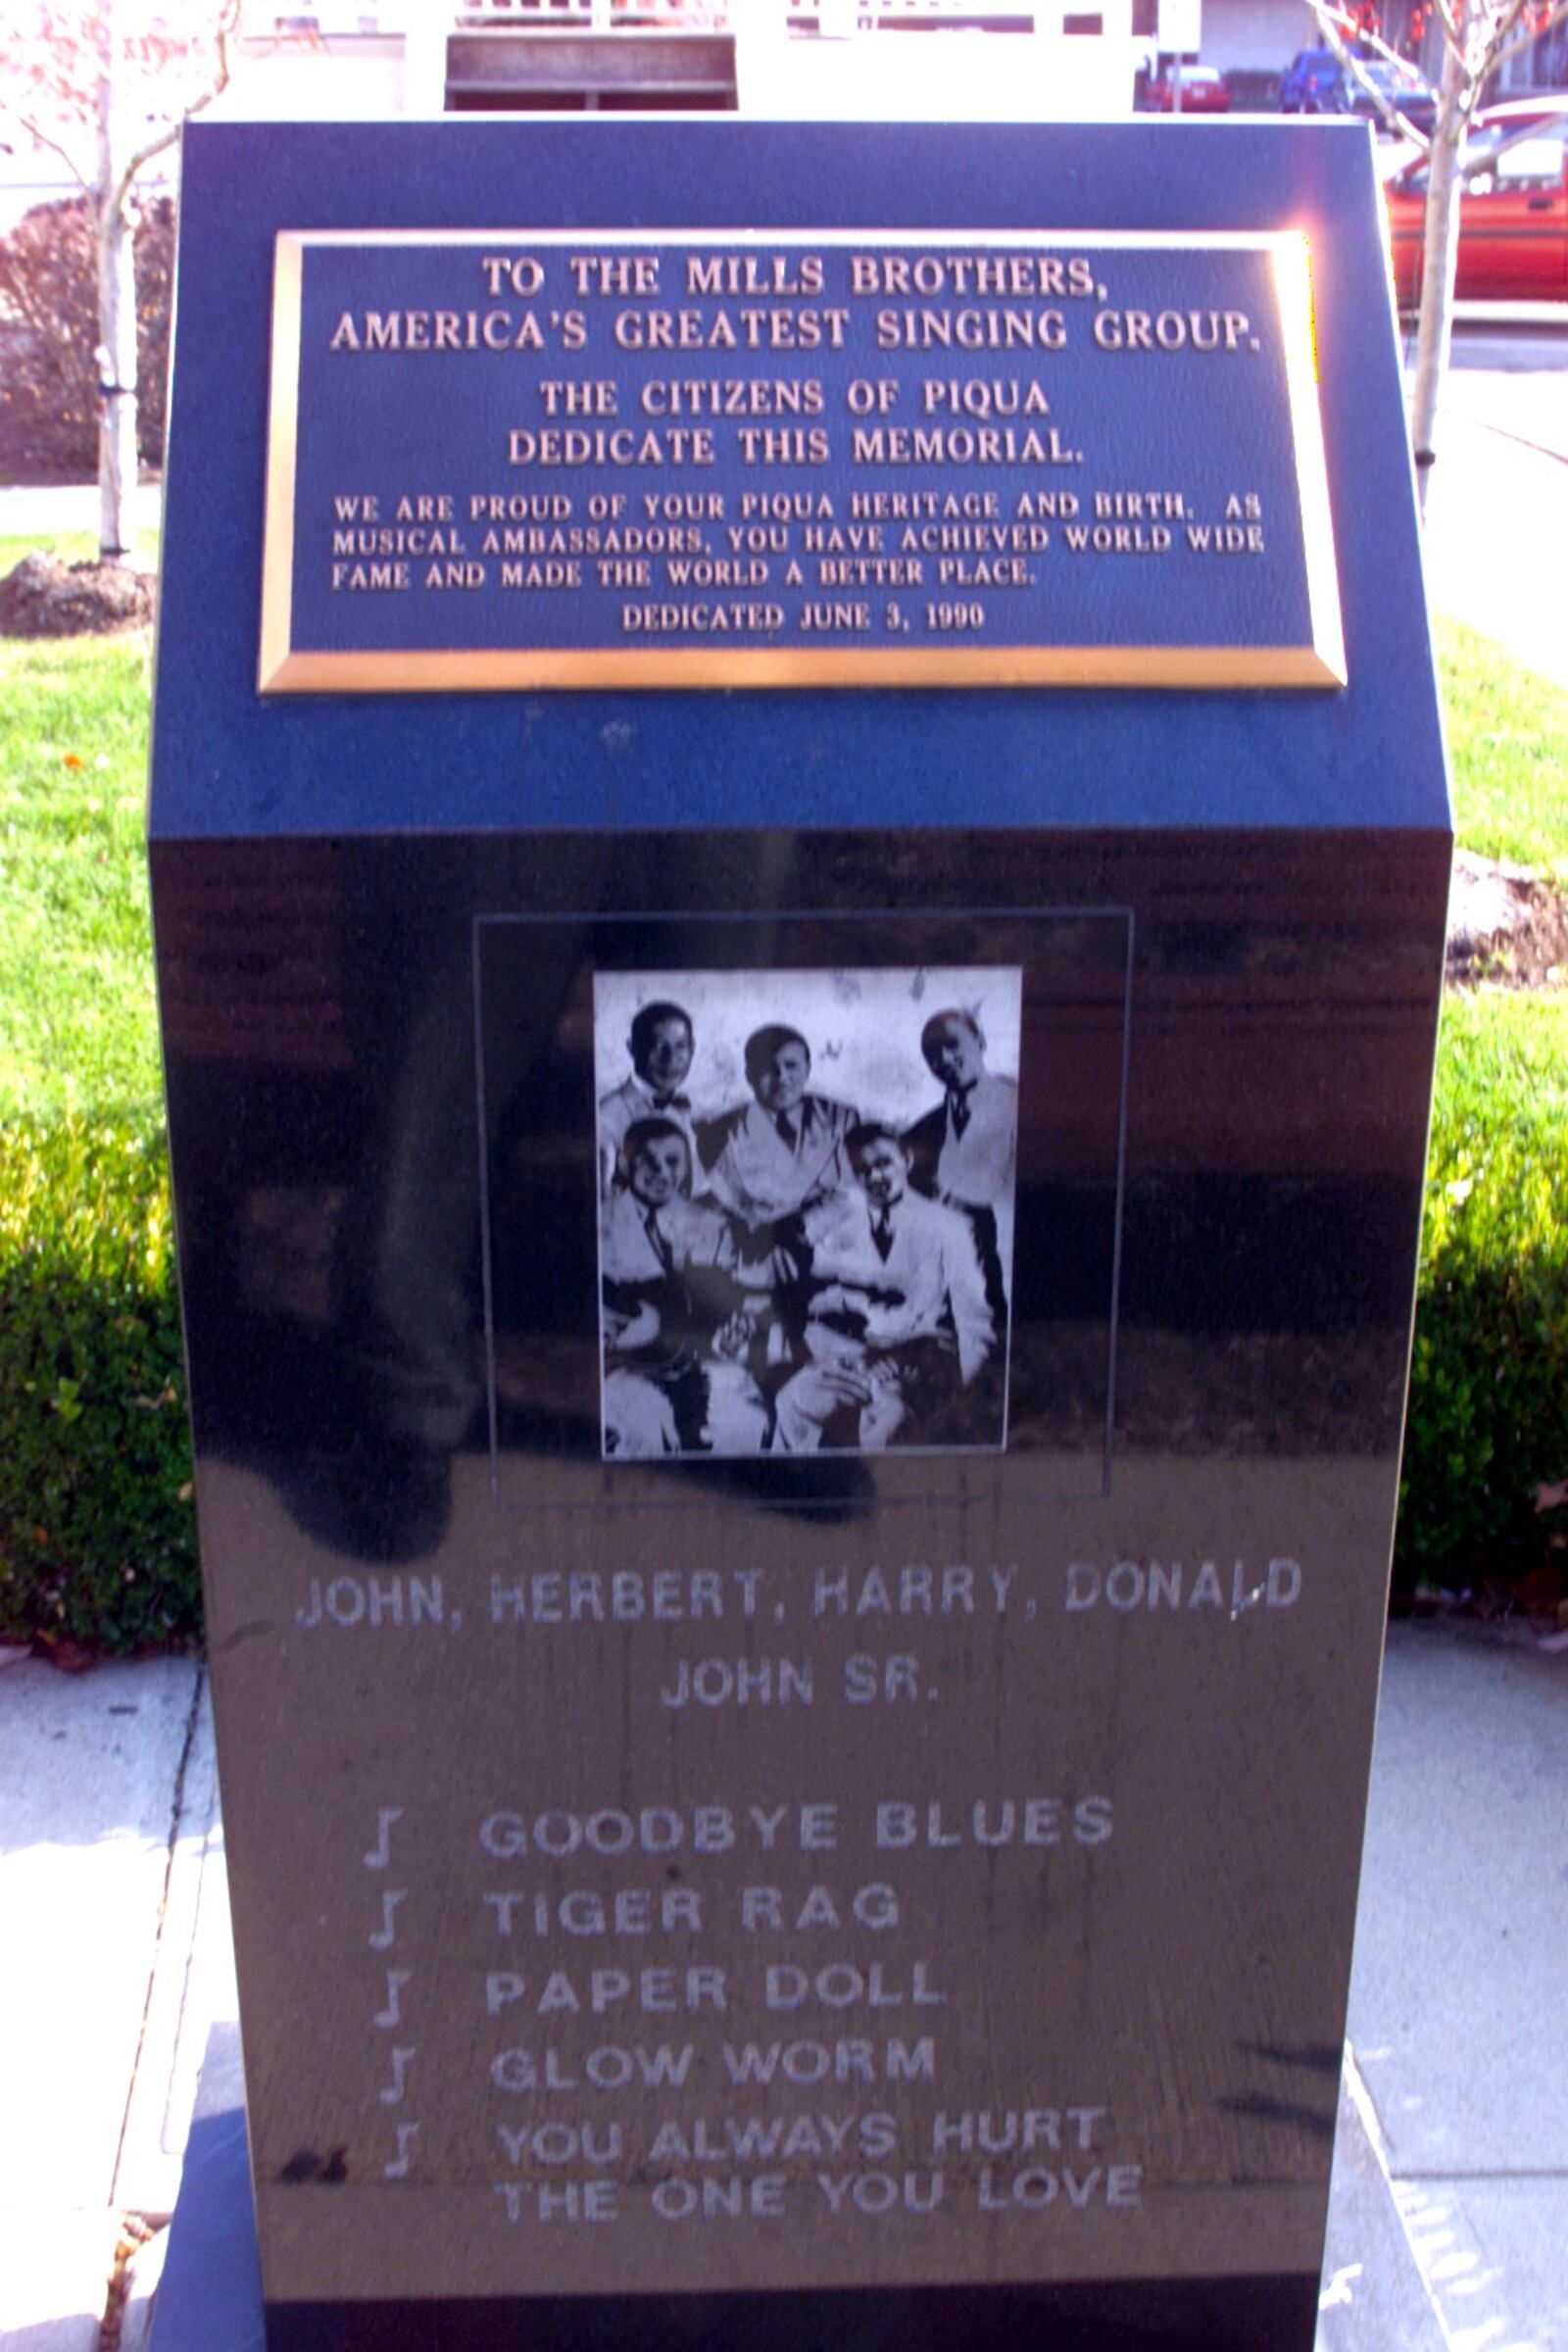 TO THE MILLS BROTHERS,
AMERICA'S GREATEST SINGING GROUP.
THE CITIZENS OF PIQUA
DEDICATE THIS MEMORIAL.
WE ARE PROUD OF YOUR PIQUA HERITAGE AND BIRTH. AS
MUSICAL AMBASSADORS, YOU HAVE ACHIEVED WORLD WIDE
FAME AND MADE THE WORLD A BETTER PLACE.
DEDICATED JUNE 3, 1990
JOHN, HERBERT, HARRY, DONALD
JOHN SR.
GOODBYE BLUES
TIGER RAG
PAPER DOLL
GLOW WORM
YOU ALWAYS HURT
THE ONE YOU LOVE